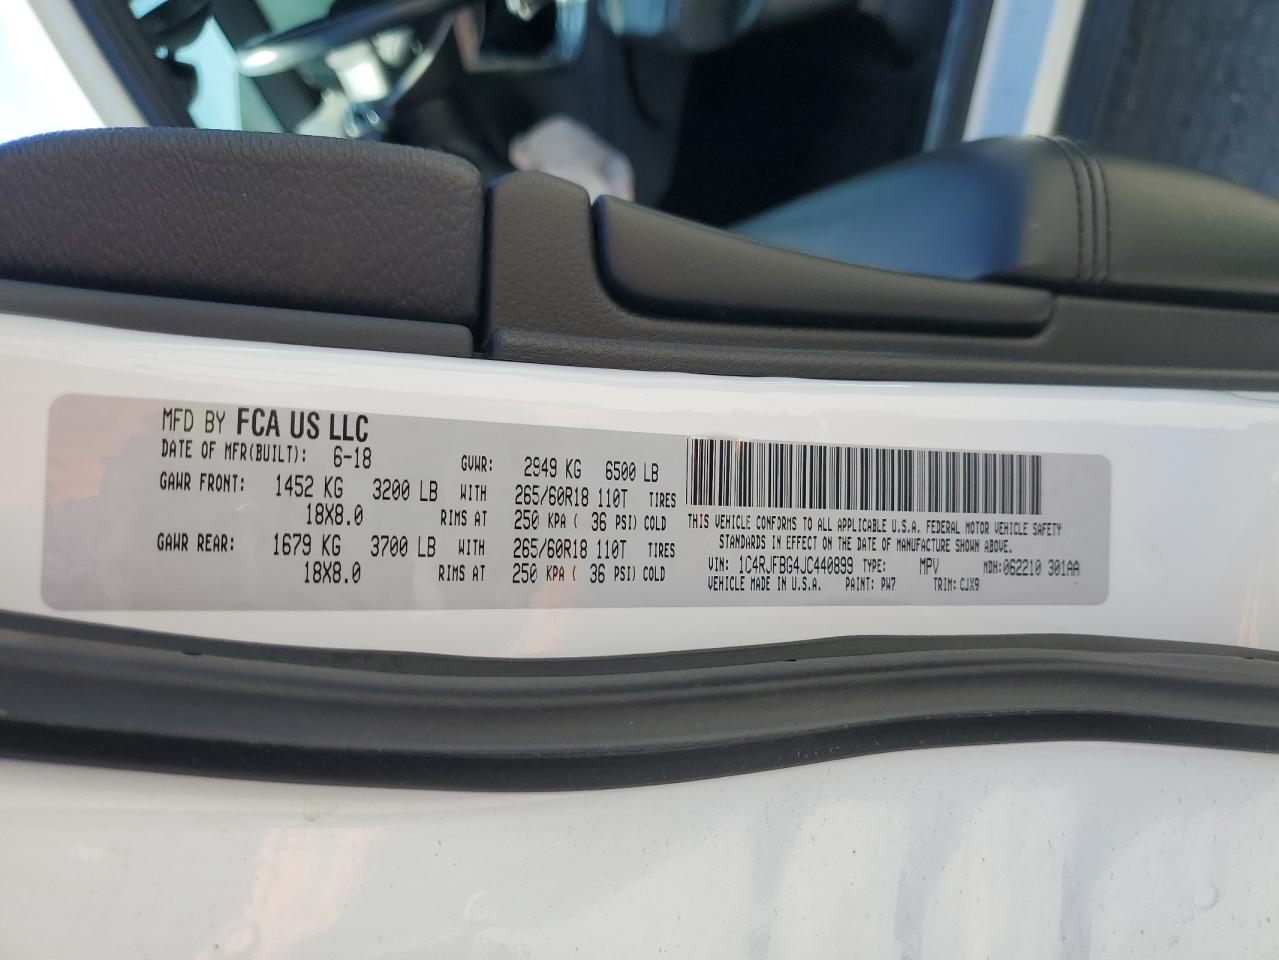 MFD BY FCA US LLC
DATE OF MFR(BUILT): 6-18 GVWR: 2949 KG 6500 LB
GAWR FRONT: 1452 KG 3200 LB WITH 265/60R18 110T TIRES
18X8.0 RIMS AT 250 KPA ( 36 PSI) COLD
GAWR REAR: 1679 KG 3700 LB WITH 265/60R18 110T TIRES
18X8.0 RIMS AT 250 KPA ( 36 PSI) COLD
THIS VEHICLE CONFORMS TO ALL APPLICABLE U.S.A. FEDERAL MOTOR VEHICLE SAFETY
STANDARDS IN EFFECT ON THE DATE OF MANUFACTURE SHOWN ABOVE.
VIN: 1C4RJFBG4JC440899 TYPE: MPV MDH:062210 301AA
VEHICLE MADE IN U.S.A. PAINT: PW7 TRIM: CJX9